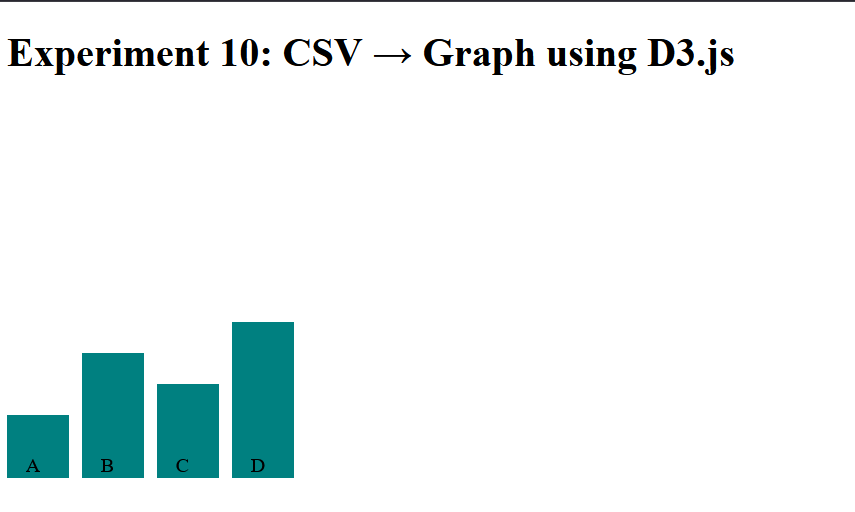 Experiment 10: CSV → Graph using D3.js
A B C D